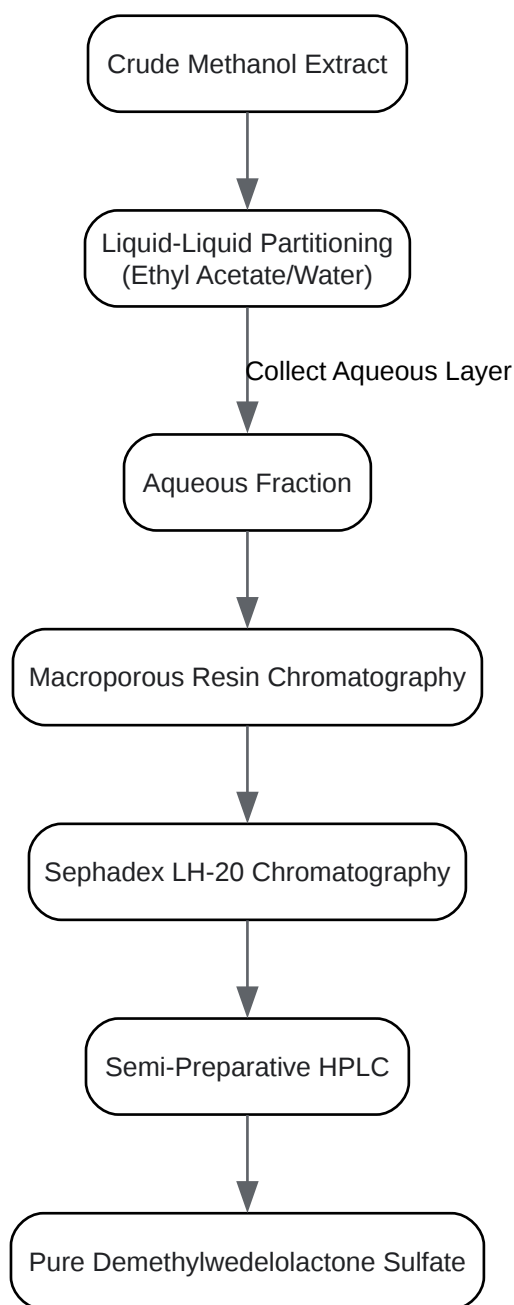 Crude Methanol Extract
Liquid-Liquid Partitioning
(Ethyl Acetate/Water)
Collect Aqueous Layer
Aqueous Fraction
Macroporous Resin Chromatography
Sephadex LH-20 Chromatography
Semi-Preparative HPLC
Pure Demethylwedelolactone Sulfate